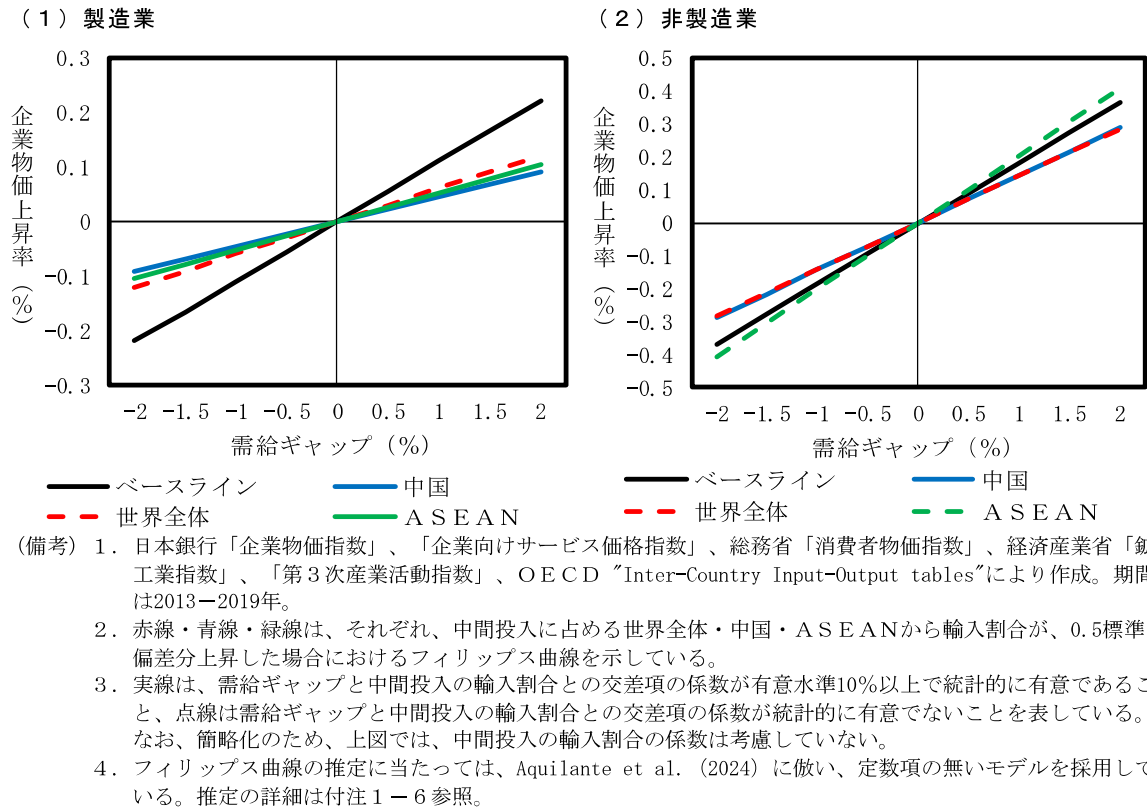 （１）製造業
0.3
0.2
0.1
0
-0.1
-0.2
-0.3
企業物価上昇率（％）
-2 -1.5 -1 -0.5 0 0.5 1 1.5 2
需給ギャップ（％）
ベースライン 中国
世界全体 ＡＳＥＡＮ
（２）非製造業
0.5
0.4
0.3
0.2
0.1
0
-0.1
-0.2
-0.3
-0.4
-0.5
企業物価上昇率（％）
-2 -1.5 -1 -0.5 0 0.5 1 1.5 2
需給ギャップ（％）
ベースライン 中国
世界全体 ＡＳＥＡＮ
（備考）１．日本銀行「企業物価指数」、「企業向けサービス価格指数」、総務省「消費者物価指数」、経済産業省「鉱
工業指数」、「第３次産業活動指数」、ＯＥＣＤ "Inter-Country Input-Output tables"により作成。期間
は2013－2019年。
２．赤線・青線・緑線は、それぞれ、中間投入に占める世界全体・中国・ＡＳＥＡＮから輸入割合が、0.5標準
偏差分上昇した場合におけるフィリップス曲線を示している。
３．実線は、需給ギャップと中間投入の輸入割合との交差項の係数が有意水準10％以上で統計的に有意であるこ
と、点線は需給ギャップと中間投入の輸入割合との交差項の係数が統計的に有意でないことを表している。
なお、簡略化のため、上図では、中間投入の輸入割合の係数は考慮していない。
４．フィリップス曲線の推定に当たっては、Aquilante et al.（2024）に倣い、定数項の無いモデルを採用して
いる。推定の詳細は付注１－６参照。